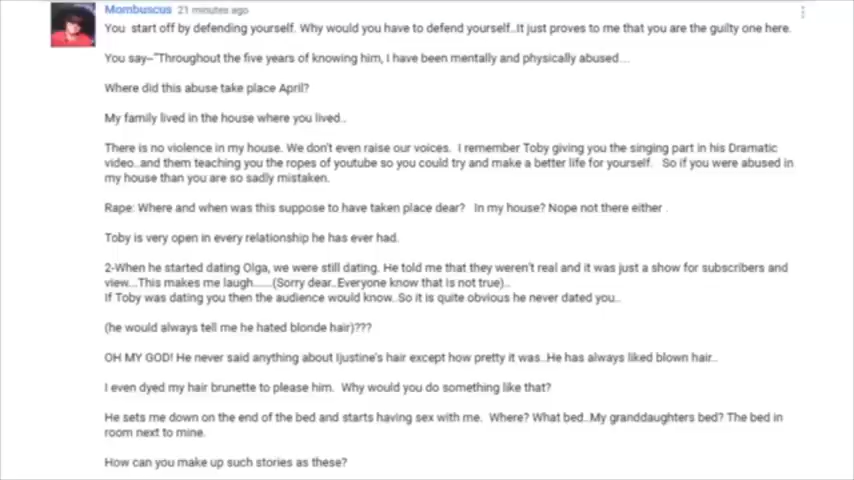 Mombuscus 21 minutes ago
You start off by defending yourself. Why would you have to defend yourself..It just proves to me that you are the guilty one here.
You say--"Throughout the five years of knowing him, I have been mentally and physically abused....
Where did this abuse take place April?
My family lived in the house where you lived..
There is no violence in my house. We don't even raise our voices. I remember Toby giving you the singing part in his Dramatic
video..and them teaching you the ropes of youtube so you could try and make a better life for yourself. So if you were abused in
my house than you are so sadly mistaken.
Rape: Where and when was this suppose to have taken place dear? In my house? Nope not there either .
Toby is very open in every relationship he has ever had.
2-When he started dating Olga, we were still dating. He told me that they weren't real and it was just a show for subscribers and
view....This makes me laugh.......(Sorry dear..Everyone know that is not true)..
If Toby was dating you then the audience would know..So it is quite obvious he never dated you...
(he would always tell me he hated blonde hair)???
OH MY GOD! He never said anything about Ijustine's hair except how pretty it was..He has always liked blown hair...
I even dyed my hair brunette to please him. Why would you do something like that?
He sets me down on the end of the bed and starts having sex with me. Where? What bed...My granddaughters bed? The bed in
room next to mine.
How can you make up such stories as these?